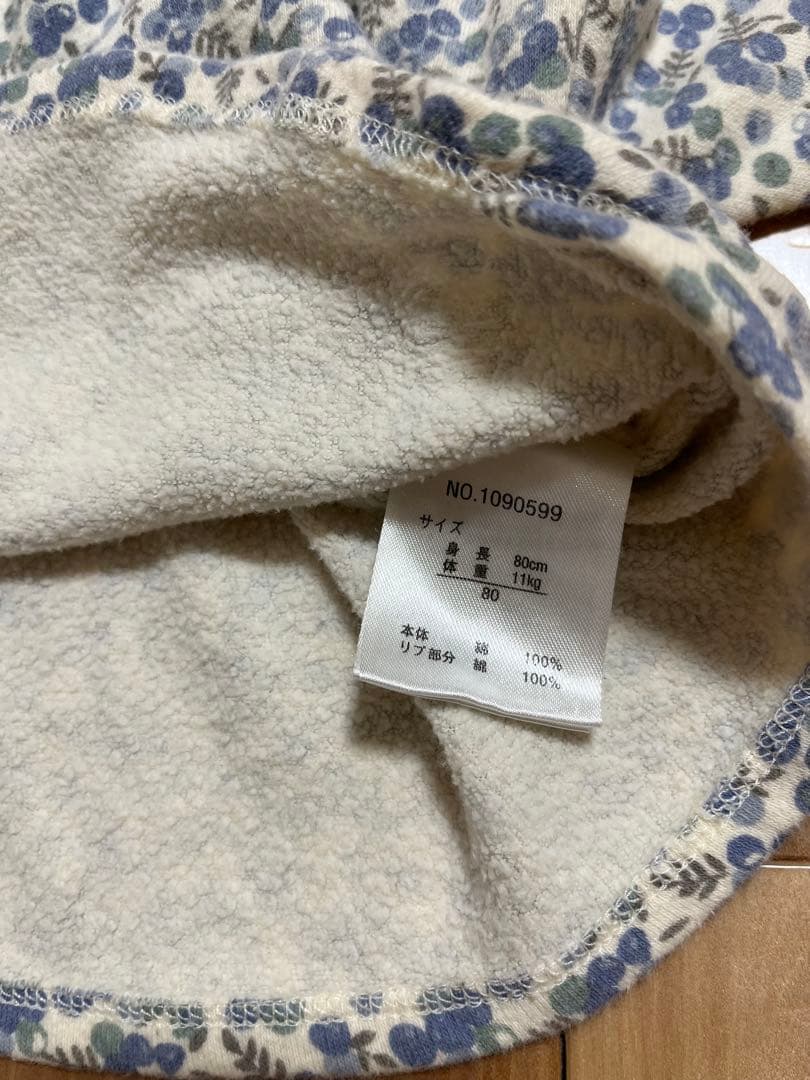 NO.1090599
サイズ
身 長 80cm
体 重 11kg
80
本体 綿 100%
リブ部分 綿 100%